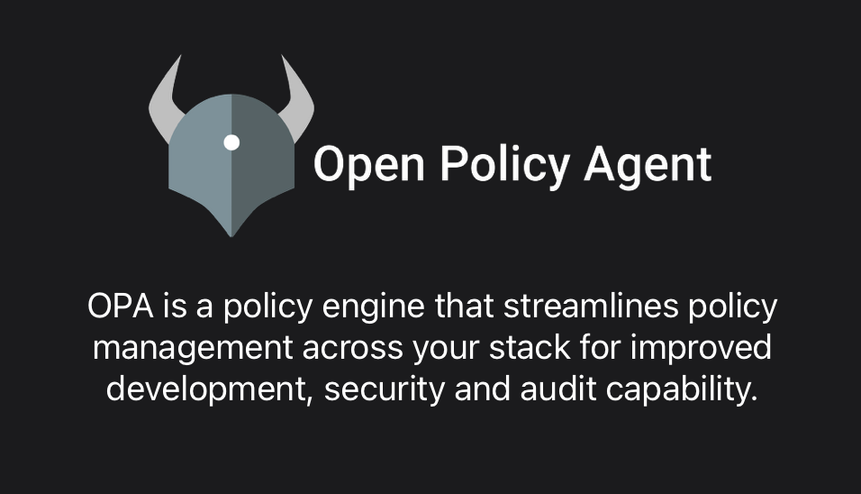 Open Policy Agent
OPA is a policy engine that streamlines policy
management across your stack for improved
development, security and audit capability.